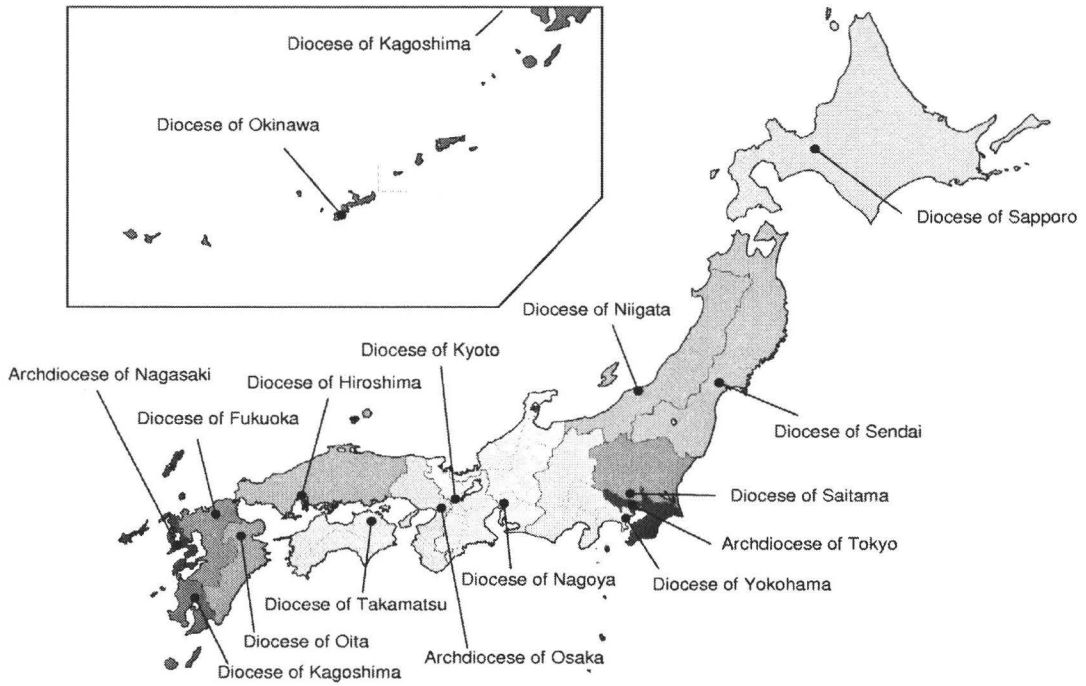 Diocese of Kagoshima
Diocese of Okinawa
Diocese of Sapporo
Diocese of Niigata
Diocese of Kyoto
Archdiocese of Nagasaki
Diocese of Hiroshima
Diocese of Fukuoka
Diocese of Sendai
Diocese of Saitama
Archdiocese of Tokyo
Diocese of Nagoya
Diocese of Yokohama
Diocese of Takamatsu
Diocese of Oita
Archdiocese of Osaka
Diocese of Kagoshima